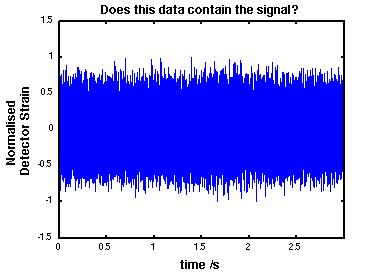 Does this data contain the signal?
1.5
1
0.5
0
-0.5
-1
-1.5
Normalised
Detector Strain
0 0.5 1 1.5 2 2.5
time /s